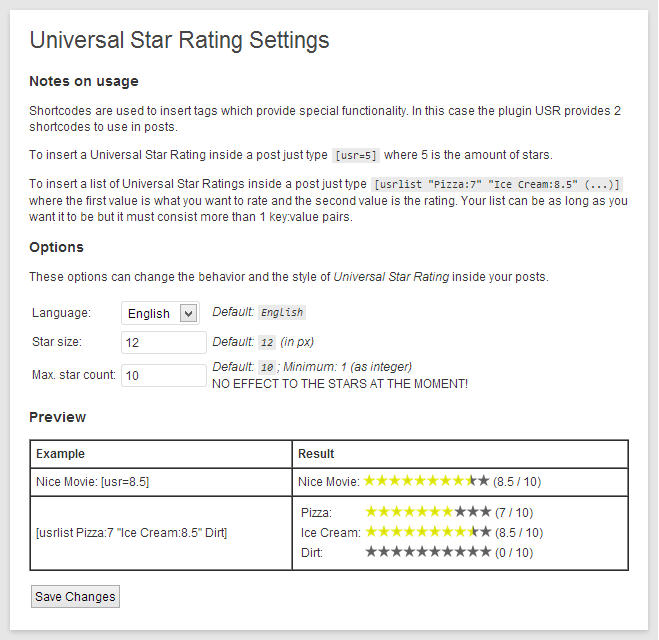 Universal Star Rating Settings
Notes on usage
Shortcodes are used to insert tags which provide special functionality. In this case the plugin USR provides 2
shortcodes to use in posts.
To insert a Universal Star Rating inside a post just type [usr=5] where 5 is the amount of stars.
To insert a list of Universal Star Ratings inside a post just type [usrlist "Pizza:7" "Ice Cream:8.5" (...)]
where the first value is what you want to rate and the second value is the rating. Your list can be as long as you
want it to be but it must consist more than 1 key:value pairs.
Options
These options can change the behavior and the style of Universal Star Rating inside your posts.
Language: English Default: English
Star size: 12 Default: 12 (in px)
Max. star count: 10 Default: 10 ; Minimum: 1 (as integer)
NO EFFECT TO THE STARS AT THE MOMENT!
Preview
Example Result
Nice Movie: [usr=8.5] Nice Movie: ★★★★★★★★★★ (8.5 / 10)
[usrlist Pizza:7 "Ice Cream:8.5" Dirt] Pizza: ★★★★★★★★★★ (7 / 10)
Ice Cream: ★★★★★★★★★★ (8.5 / 10)
Dirt: ★★★★★★★★★★ (0 / 10)
Save Changes